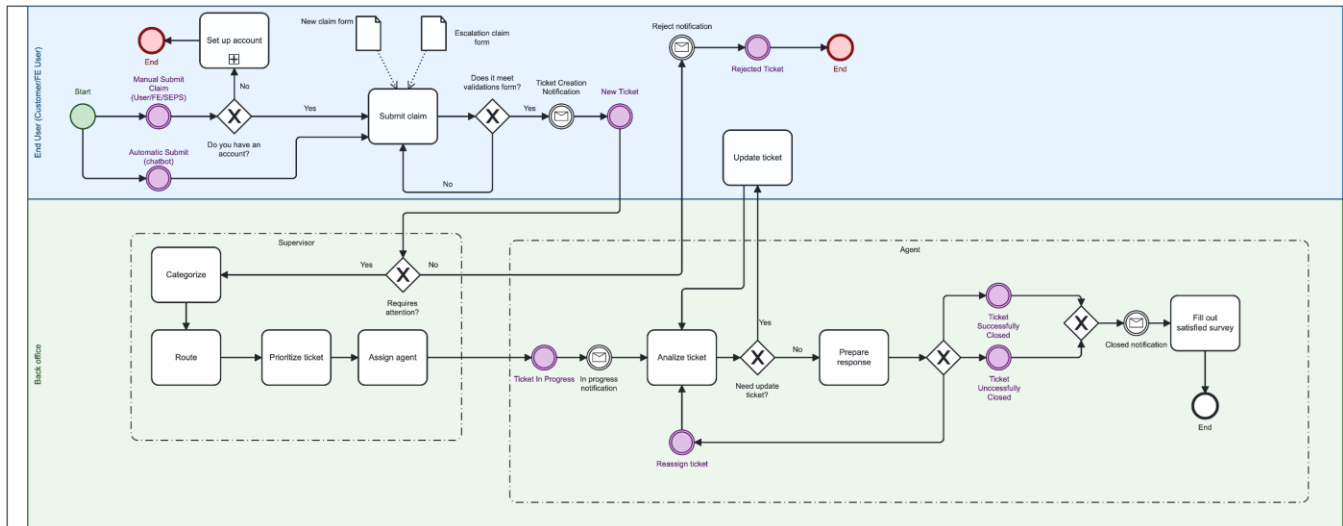 End User (Customer/FE User)
Set up account
End
New claim form
Escalation claim
form
Reject notification
Rejected Ticket
End
Manual Submit
Claim
(User/FE/SEPS)
Start
No
Yes
Do you have an
account?
Submit claim
Does it meet
validations form?
Yes
Ticket Creation
Notification
New Ticket
Automatic Submit
(chatbot)
No
Update ticket
Back office
Supervisor
Categorize
Yes
No
Requires
attention?
Route
Prioritize ticket
Assign agent
Agent
Ticket In Progress
In progress
notification
Analize ticket
Yes
No
Need update
ticket?
Prepare
response
Ticket
Successfully
Closed
Ticket
Unccessfully
Closed
Closed notification
Fill out
satisfied survey
End
Reassign ticket